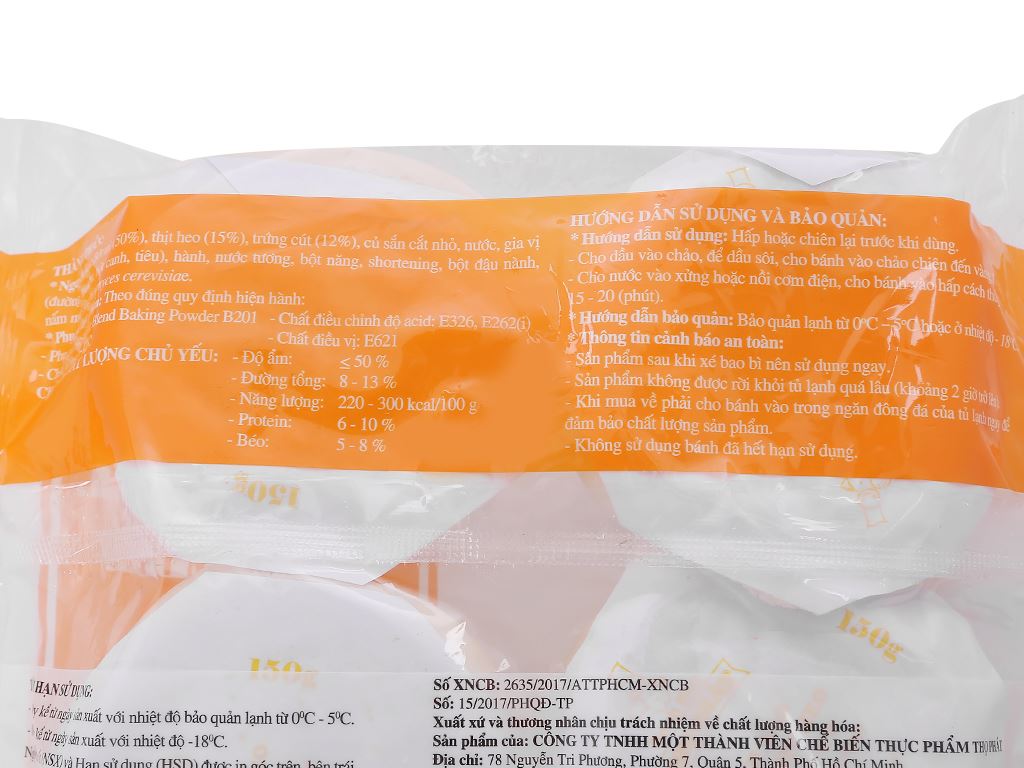 50%), thịt heo (15%), trứng cút (12%), củ sắn cắt nhỏ, nước, gia vị
canh, tiêu), hành, nước tương, bột năng, shortening, bột đậu nành,
cerevisiae.
Theo đúng quy định hiện hành:
Blend Baking Powder B201 - Chất điều chỉnh độ acid: E326, E262(i)
- Chất điều vị: E621
LƯỢNG CHỦ YẾU:
- Độ ẩm: ≤ 50 %
- Đường tổng: 8 - 13 %
- Năng lượng: 220 - 300 kcal/100 g
- Protein: 6 - 10 %
- Béo: 5 - 8 %
HƯỚNG DẪN SỬ DỤNG VÀ BẢO QUẢN:
* Hướng dẫn sử dụng: Hấp hoặc chiên lại trước khi dùng.
- Cho dầu vào chảo, để dầu sôi, cho bánh vào chảo chiên đến vàng
- Cho nước vào xửng hoặc nồi cơm điện, cho bánh vào hấp cách thủy
15 - 20 (phút).
* Hướng dẫn bảo quản: Bảo quản lạnh từ 0⁰C - 5⁰C hoặc ở nhiệt độ - 18⁰C
* Thông tin cảnh báo an toàn:
- Sản phẩm sau khi xé bao bì nên sử dụng ngay.
- Sản phẩm không được rời khỏi tủ lạnh quá lâu (khoảng 2 giờ trở lên)
- Khi mua về phải cho bánh vào trong ngăn đông đá của tủ lạnh ngay để
đảm bảo chất lượng sản phẩm.
- Không sử dụng bánh đã hết hạn sử dụng.
150g
150g
150g
HẠN SỬ DỤNG:
kể từ ngày sản xuất với nhiệt độ bảo quản lạnh từ 0⁰C - 5⁰C.
kể từ ngày sản xuất với nhiệt độ -18⁰C.
(NSX) và Hạn sử dụng (HSD) được in góc trên, bên trái
Số XNCB: 2635/2017/ATTPHCM-XNCB
Số: 15/2017/PHQĐ-TP
Xuất xứ và thương nhân chịu trách nhiệm về chất lượng hàng hóa:
Sản phẩm của: CÔNG TY TNHH MỘT THÀNH VIÊN CHẾ BIẾN THỰC PHẨM THỌ PHÁT
Địa chỉ: 78 Nguyễn Tri Phương, Phường 7, Quận 5, Thành Phố Hồ Chí Minh